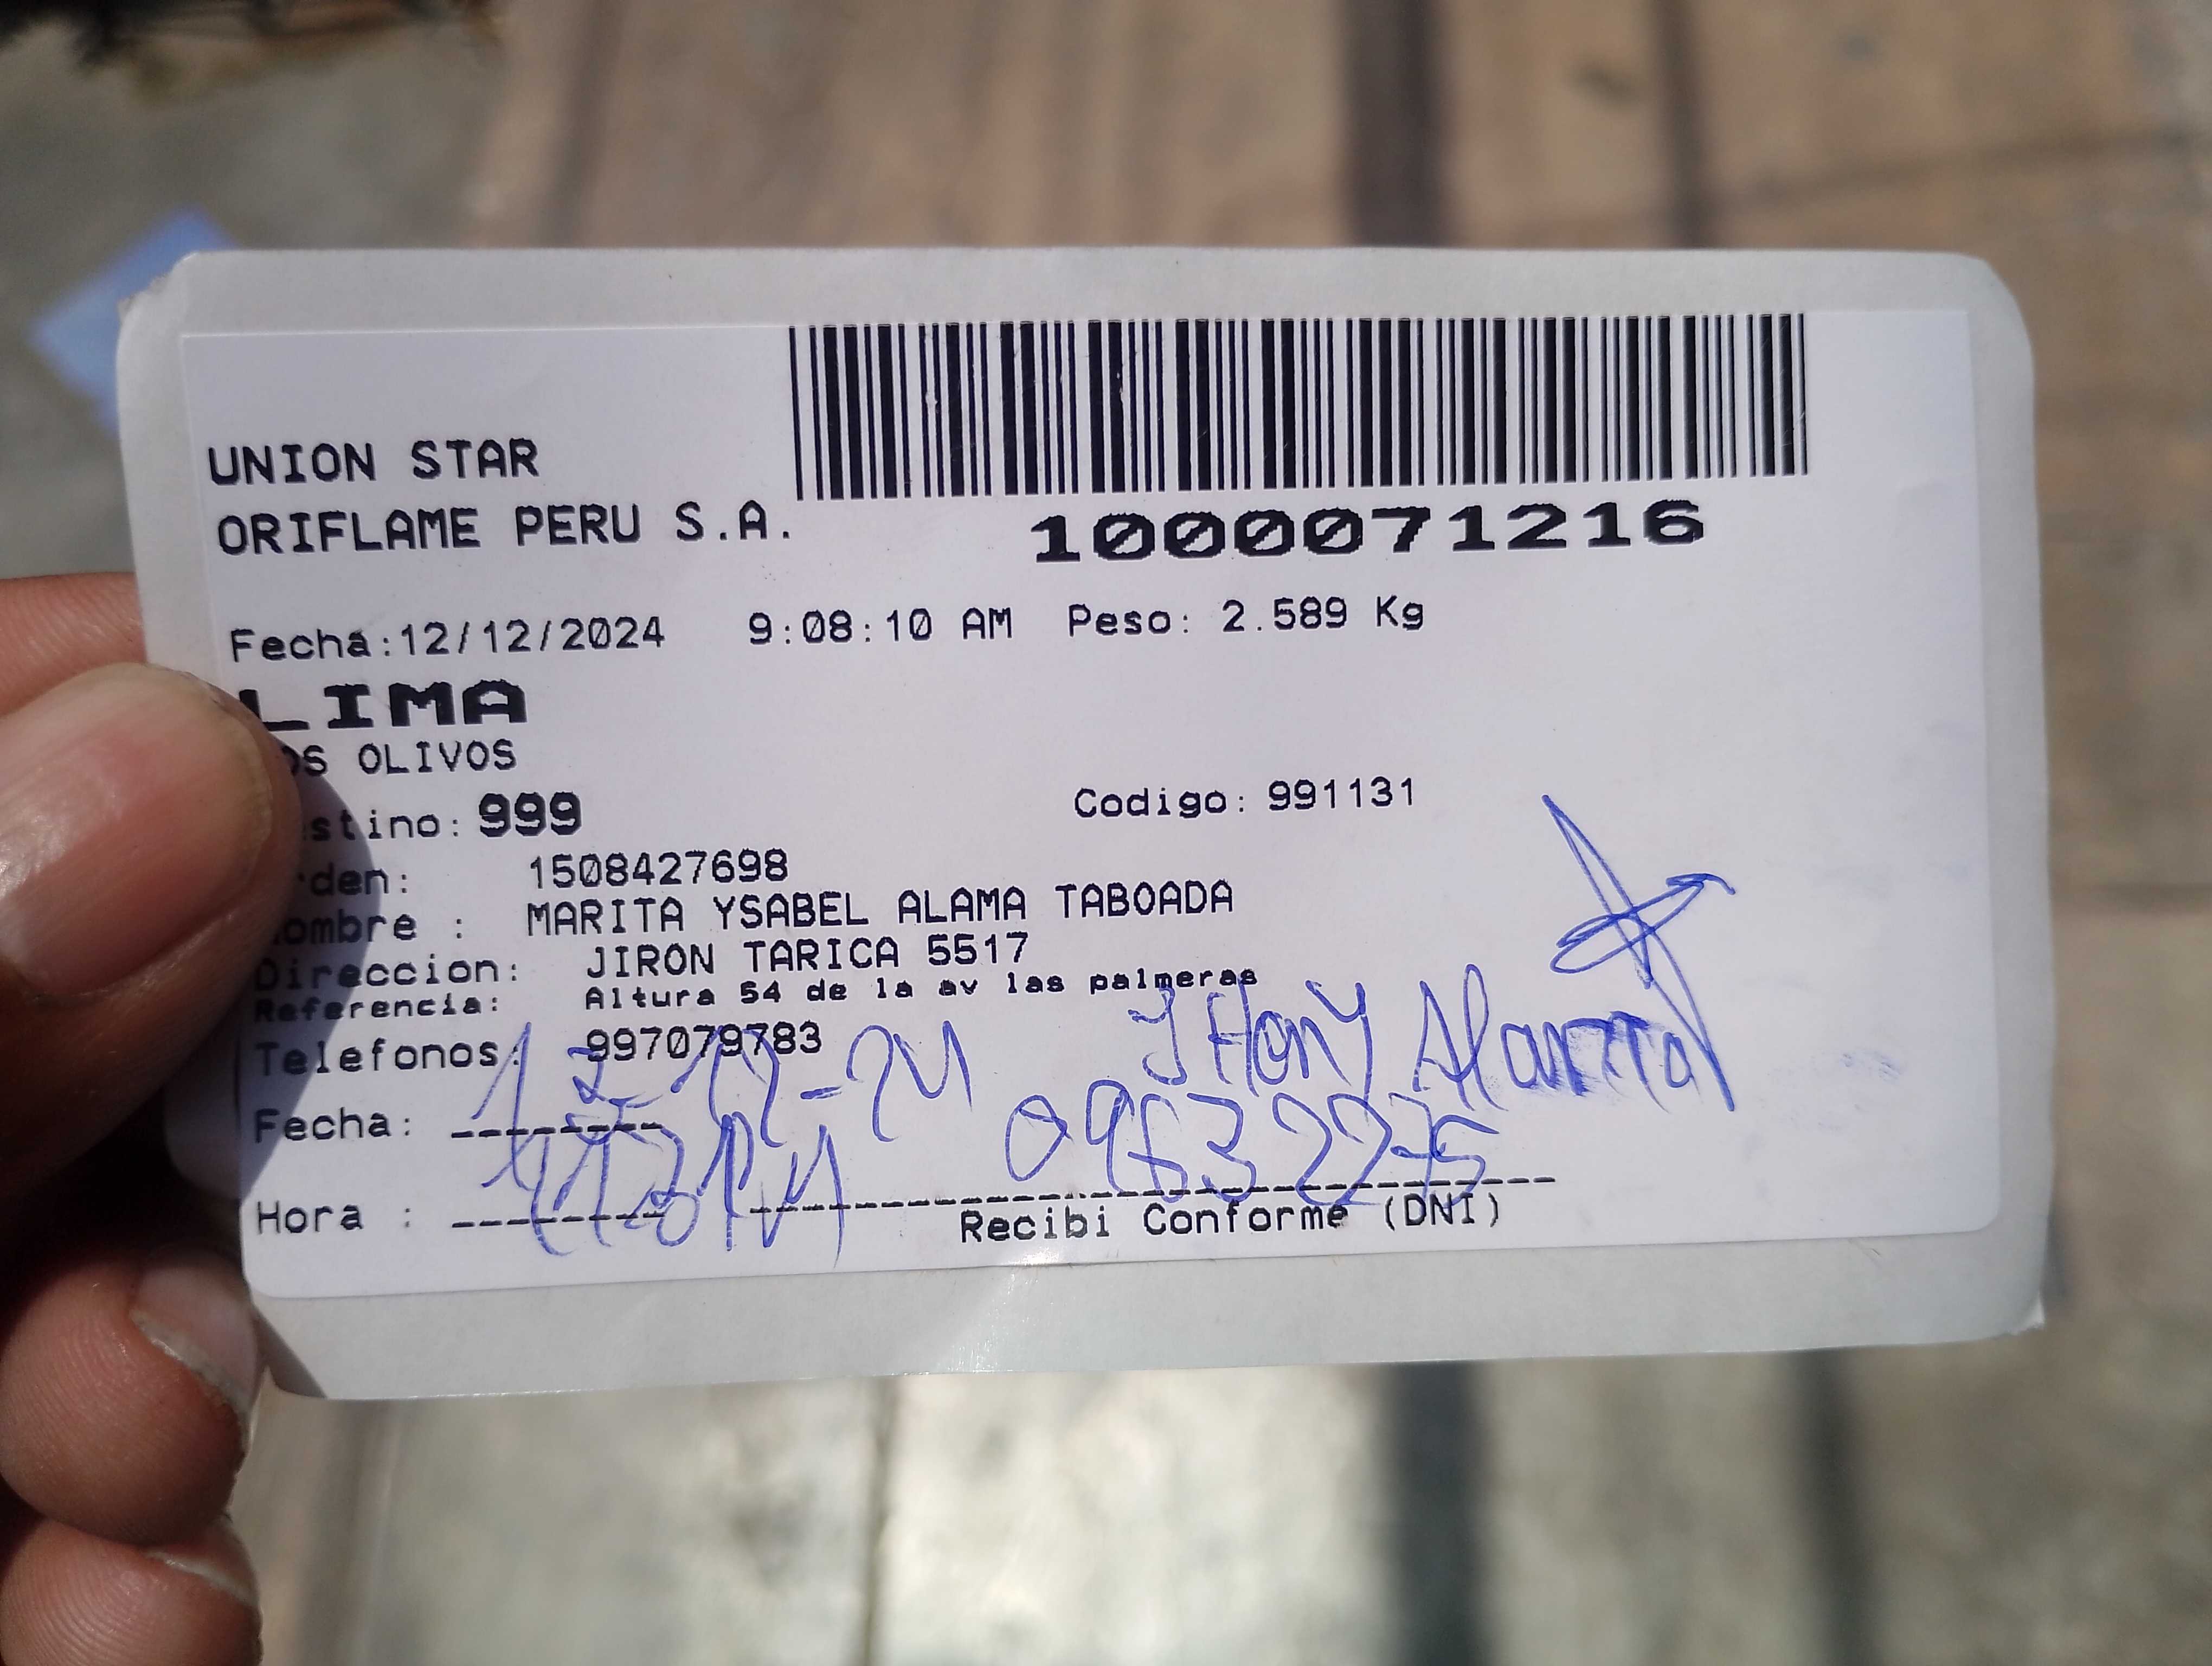 UNION STAR
ORIFLAME PERU S.A.
1000071216
Fecha:12/12/2024 9:08:10 AM Peso: 2.589 Kg
LIMA
OS OLIVOS
stino: 999 Codigo: 991131
rden: 1508427698
ombre : MARITA YSABEL ALAMA TABOADA
Direccion: JIRON TARICA 5517
Referencia: Altura 54 de la av las palmeras
Telefonos: 997079783
JHony
Fecha:
Hora :
Recibi Conforme (DNI)